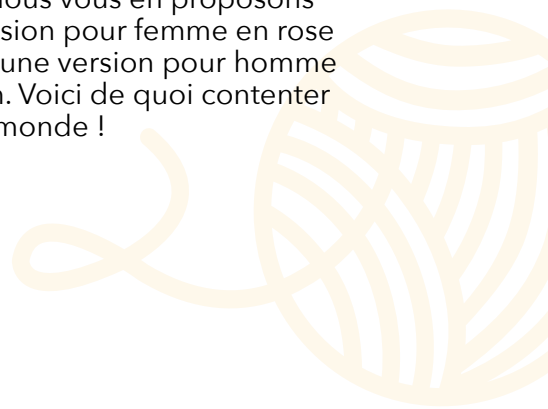 nous vous en proposons
sion pour femme en rose
une version pour homme
. Voici de quoi contenter
monde !